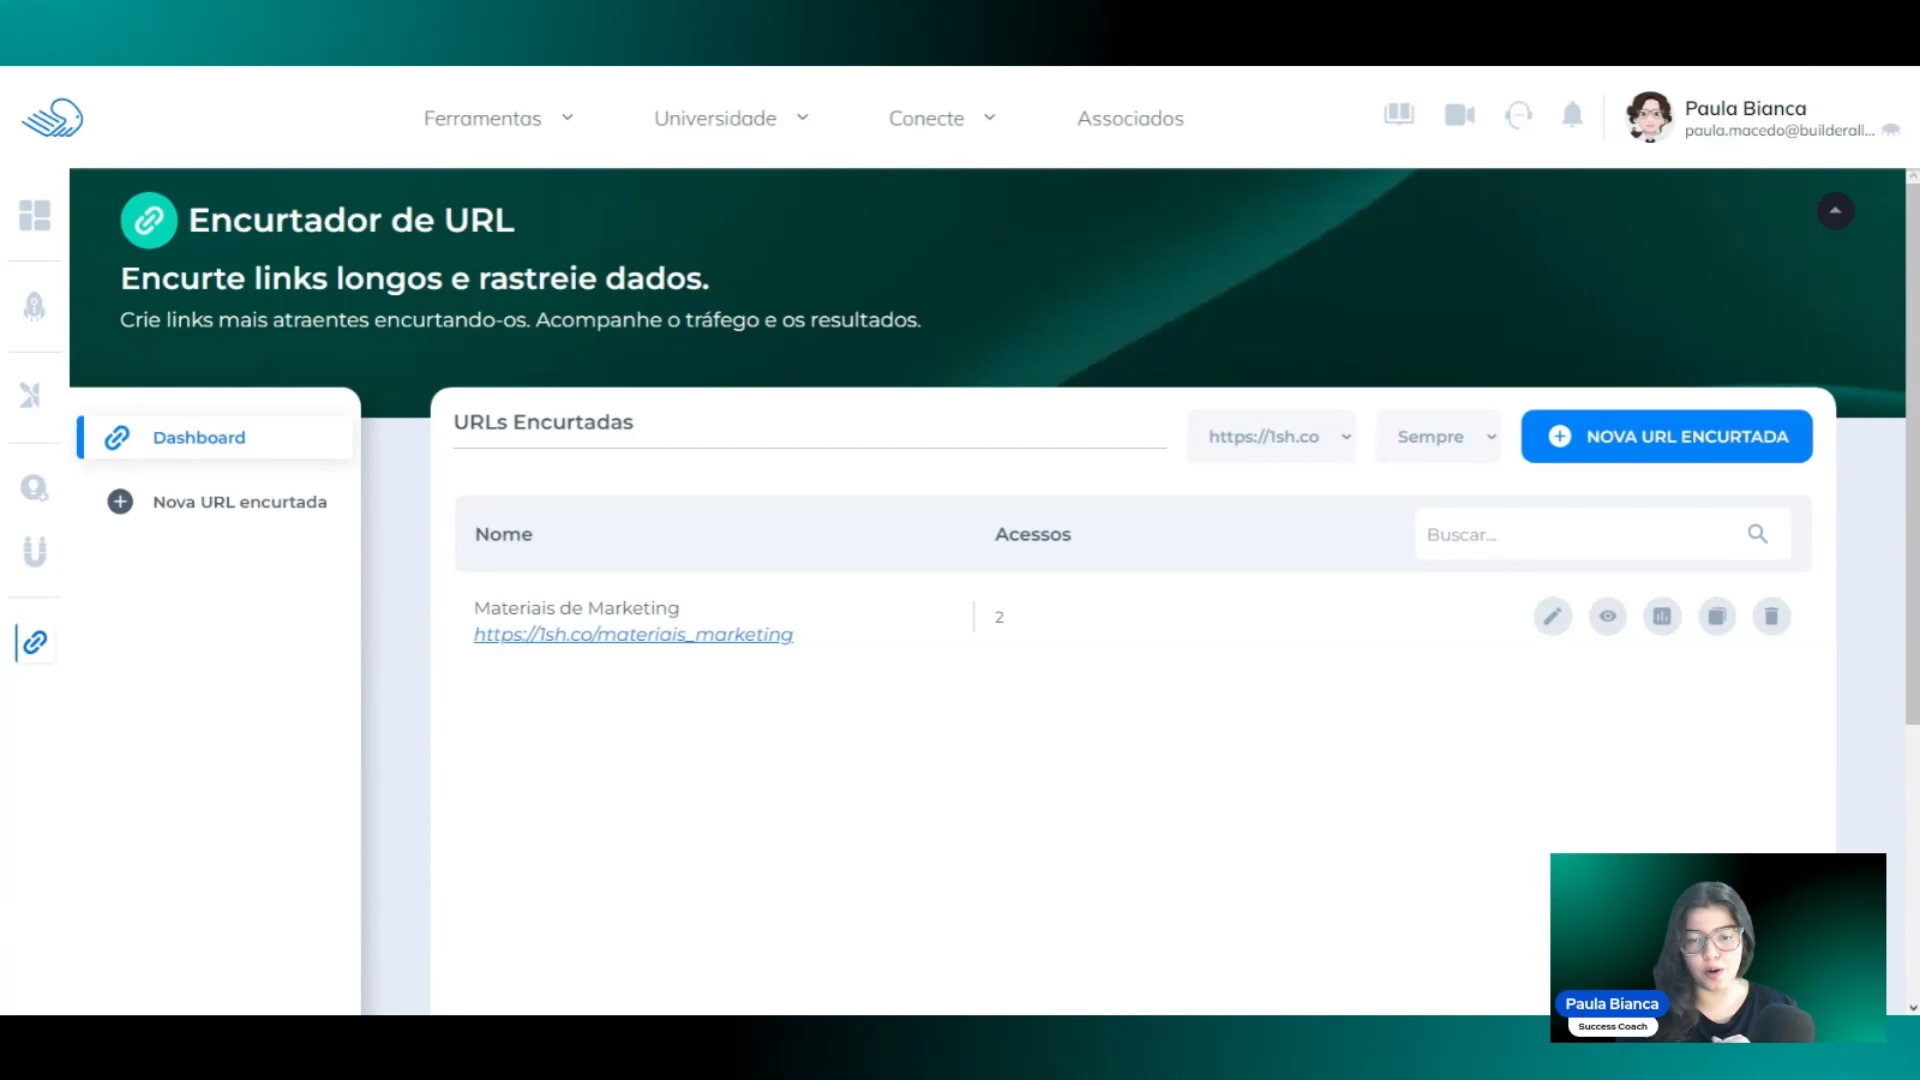 Ferramentas
Universidade
Conecte
Associados
Paula Bianca
paula.macedo@builderall...
Encurtador de URL
Encurte links longos e rastreie dados.
Crie links mais atraentes encurtando-os. Acompanhe o tráfego e os resultados.
Dashboard
Nova URL encurtada
URLs Encurtadas
https://1sh.co
Sempre
NOVA URL ENCURTADA
Nome
Acessos
Buscar...
Materiais de Marketing
2
https://1sh.co/materiais_marketing
Paula Bianca
Success Coach